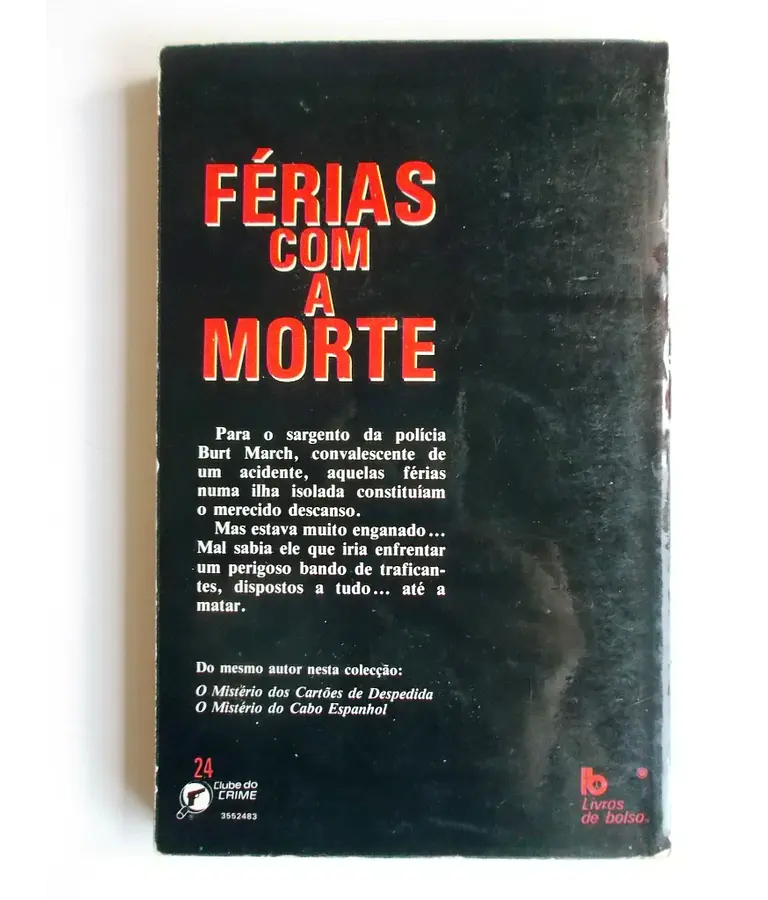 FÉRIAS
COM
A
MORTE
Para o sargento da polícia
Burt March, convalescente de
um acidente, aquelas férias
numa ilha isolada constituíam
o merecido descanso.
Mas estava muito enganado...
Mal sabia ele que iria enfrentar
um perigoso bando de trafican-
tes, dispostos a tudo... até a
matar.
Do mesmo autor nesta colecção:
O Mistério dos Cartões de Despedida
O Mistério do Cabo Espanhol
24
Clube do
CRIME
3552483
Livros
de bolso